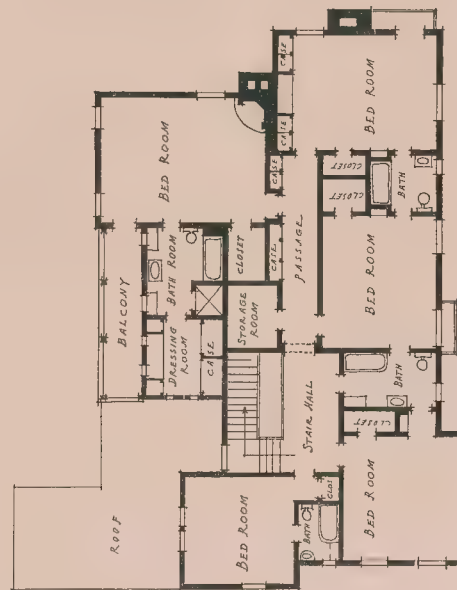 CASE
CASE
BED ROOM
BED ROOM
CASE
CLOSET
CLOSET
BATH
PASSAGE
CLOSET
CASE
BED ROOM
BALCONY
BATH ROOM
STORAGE
ROOM
DRESSING
ROOM
CASE
BATH
STAIR HALL
CLOSET
BED ROOM
CLOS
BED ROOM
BATH
ROOF